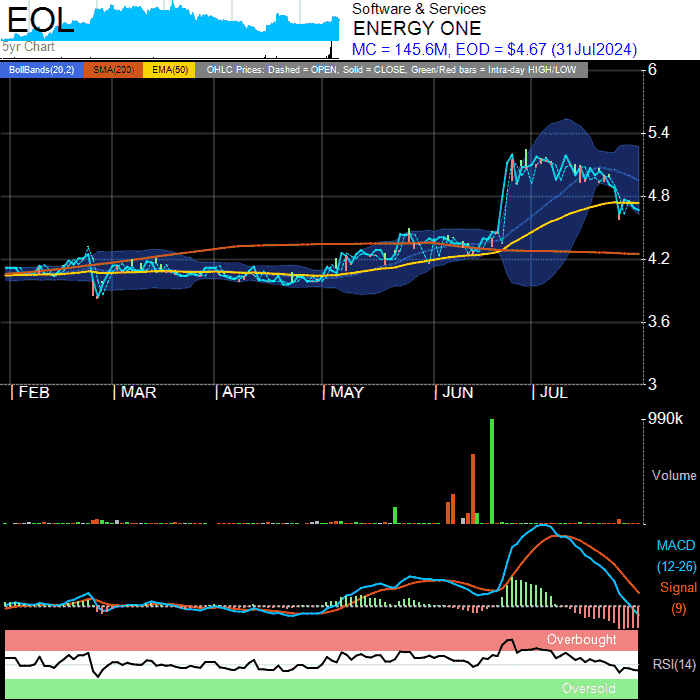 EOL
5yr Chart
Software & Services
ENERGY ONE
MC = 145.6M, EOD = $4.67 (31Jul2024)
BollBands(20,2) SMA(200) EMA(50) OHLC Prices: Dashed = OPEN, Solid = CLOSE, Green/Red bars = Intra-day HIGH/LOW
6
5.4
4.8
4.2
3.6
3
FEB MAR APR MAY JUN JUL
990k
Volume
MACD
(12-26)
Signal
(9)
Overbought
RSI(14)
Oversold